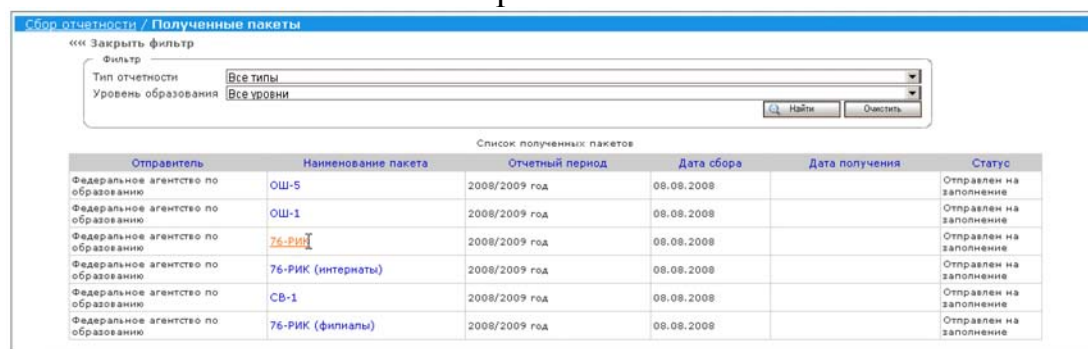 Сбор отчетности / Полученные пакеты
«« Закрыть фильтр
Фильтр
Тип отчетности Все типы
Уровень образования Все уровни
Найти Очистить
Список полученных пакетов
Отправитель Наименование пакета Отчетный период Дата сбора Дата получения Статус
Федеральное агентство по образованию ОШ-5 2008/2009 год 08.08.2008 Отправлен на заполнение
Федеральное агентство по образованию ОШ-1 2008/2009 год 08.08.2008 Отправлен на заполнение
Федеральное агентство по образованию 76-РИК 2008/2009 год 08.08.2008 Отправлен на заполнение
Федеральное агентство по образованию 76-РИК (интернаты) 2008/2009 год 08.08.2008 Отправлен на заполнение
Федеральное агентство по образованию СВ-1 2008/2009 год 08.08.2008 Отправлен на заполнение
Федеральное агентство по образованию 76-РИК (филиалы) 2008/2009 год 08.08.2008 Отправлен на заполнение